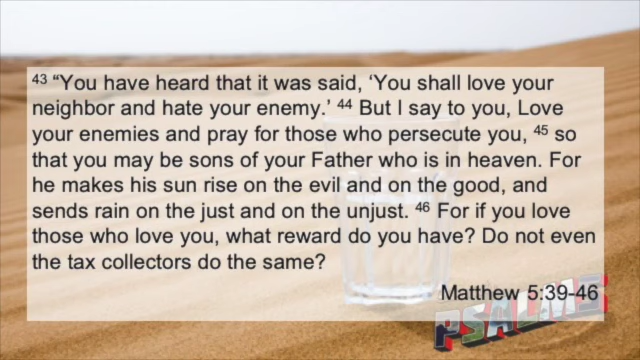 43 “You have heard that it was said, ‘You shall love your
neighbor and hate your enemy.’ 44 But I say to you, Love
your enemies and pray for those who persecute you, 45 so
that you may be sons of your Father who is in heaven. For
he makes his sun rise on the evil and on the good, and
sends rain on the just and on the unjust. 46 For if you love
those who love you, what reward do you have? Do not even
the tax collectors do the same?
Matthew 5:39-46
PSALMS